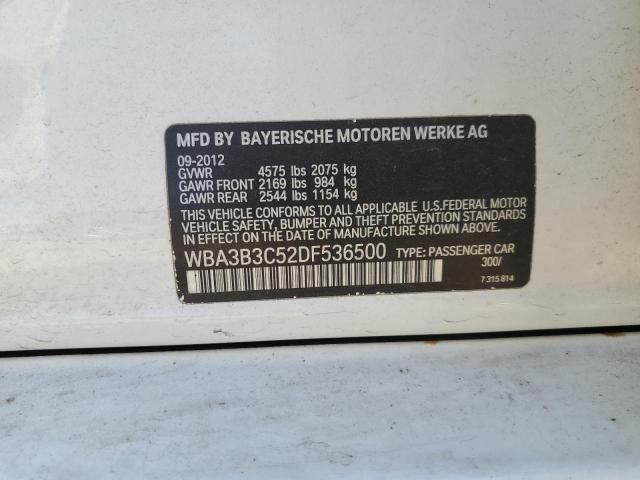 MFD BY BAYERISCHE MOTOREN WERKE AG
09-2012
GVWR 4575 lbs 2075 kg
GAWR FRONT 2169 lbs 984 kg
GAWR REAR 2544 lbs 1154 kg
THIS VEHICLE CONFORMS TO ALL APPLICABLE U.S.FEDERAL MOTOR
VEHICLE SAFETY, BUMPER, AND THEFT PREVENTION STANDARDS
IN EFFECT ON THE DATE OF MANUFACTURE SHOWN ABOVE.
WBA3B3C52DF536500 TYPE: PASSENGER CAR
300/
7 315 814